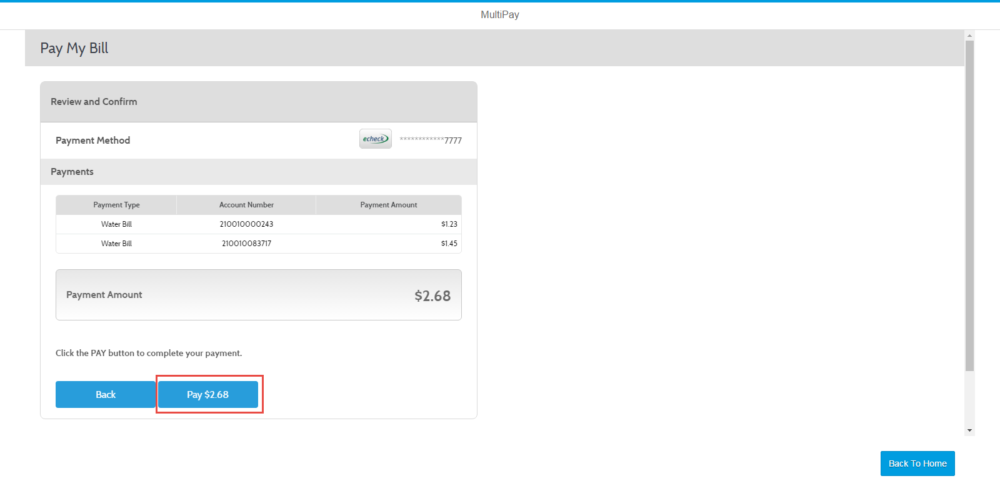 MultiPay
Pay My Bill
Review and Confirm
Payment Method echeck ************7777
Payments
Payment Type Account Number Payment Amount
Water Bill 210010000243 $1.23
Water Bill 210010083717 $1.45
Payment Amount $2.68
Click the PAY button to complete your payment.
Back Pay $2.68
Back To Home